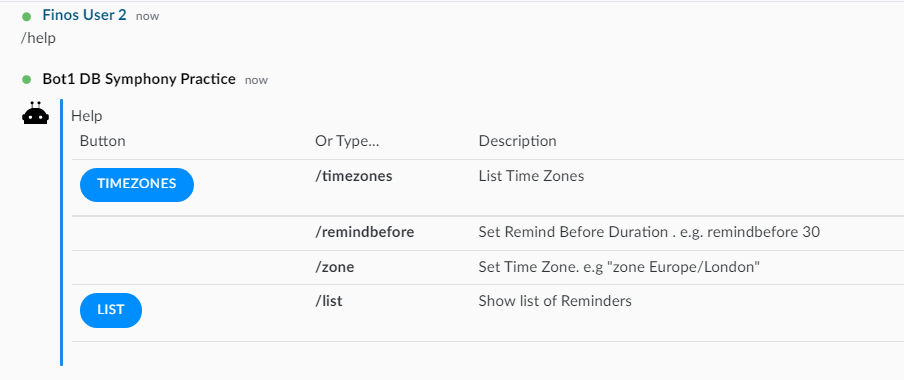 Finos User 2 now
/help
Bot1 DB Symphony Practice now
Help
Button Or Type... Description
TIMEZONES /timezones List Time Zones
/remindbefore Set Remind Before Duration . e.g. remindbefore 30
/zone Set Time Zone. e.g "zone Europe/London"
LIST /list Show list of Reminders